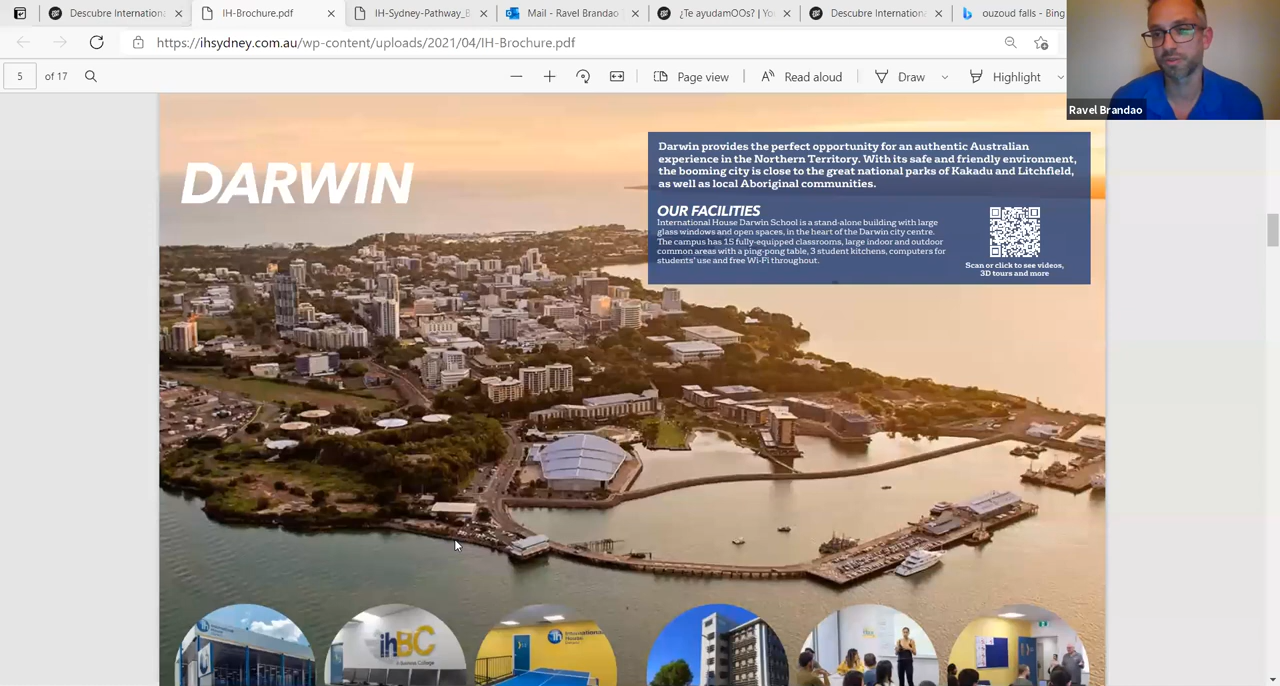 Descubre Internationa
IH-Brochure.pdf
IH-Sydney-Pathway_B
Mail - Ravel Brandao
¿Te ayudamOOs? | Yo
Descubre Internationa
ouzoud falls - Bing
https://ihsydney.com.au/wp-content/uploads/2021/04/IH-Brochure.pdf
5 of 17
Page view
Read aloud
Draw
Highlight
Ravel Brandao
DARWIN
Darwin provides the perfect opportunity for an authentic Australian
experience in the Northern Territory. With its safe and friendly environment,
the booming city is close to the great national parks of Kakadu and Litchfield,
as well as local Aboriginal communities.
OUR FACILITIES
International House Darwin School is a stand-alone building with large
glass windows and open spaces, in the heart of the Darwin city centre.
The campus has 15 fully-equipped classrooms, large indoor and outdoor
common areas with a ping-pong table, 3 student kitchens, computers for
students' use and free Wi-Fi throughout.
Scan or click to see videos,
3D tours and more
ihBC